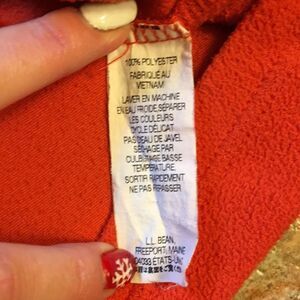 100% POLYESTER
FABRIQUÉ AU
VIETNAM
LAVER EN MACHINE
EN EAU FROIDE, SÉPARER
LES COULEURS
CYCLE DÉLICAT
PAS D'EAU DE JAVEL
SÉCHAGE PAR
CULBUTAGE BASSE
TEMPÉRATURE
SORTIR RAPIDEMENT
NE PAS REPASSER
L.L. BEAN,
FREEPORT, MAINE
04033 ÉTATS-UNIS